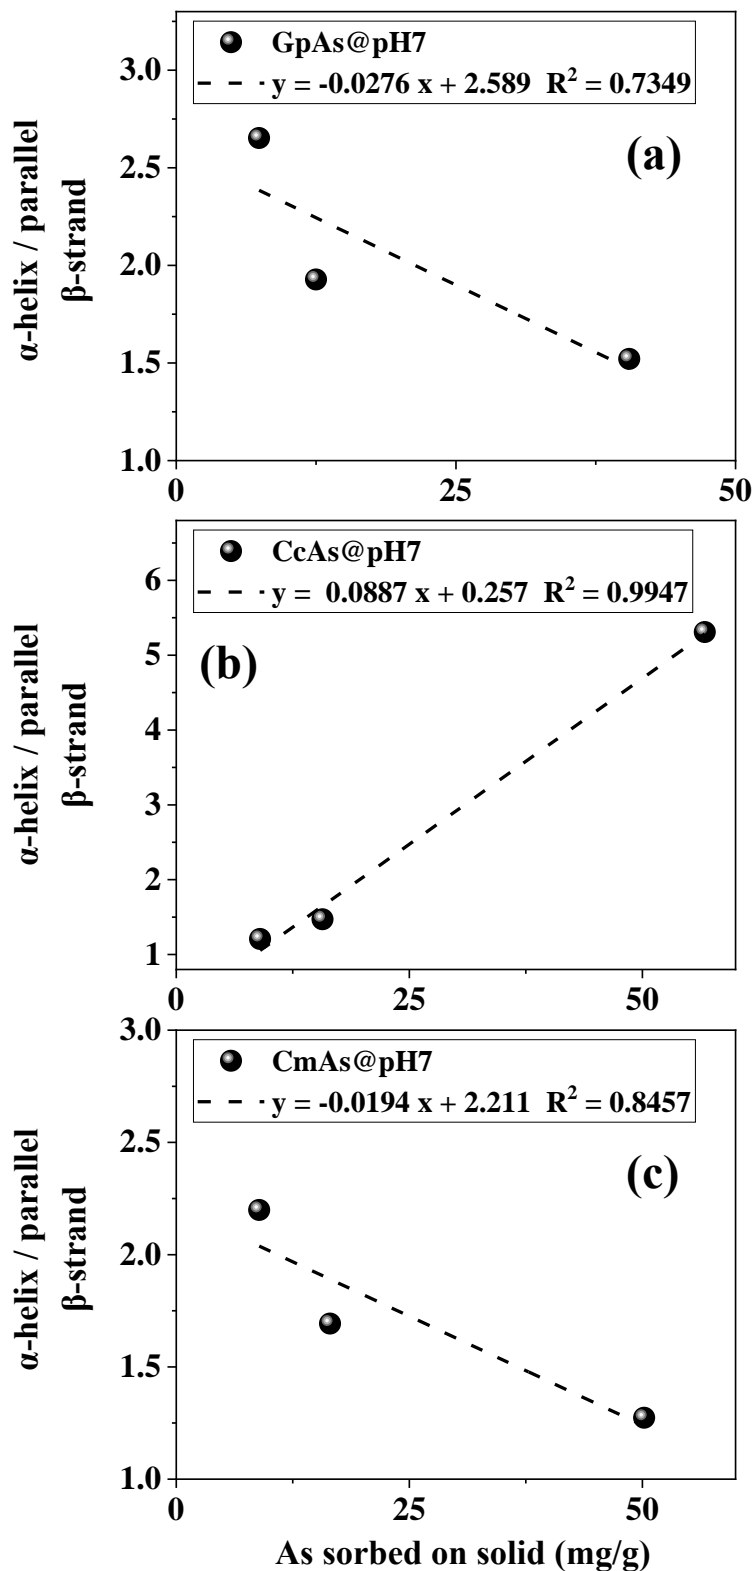 GpAs@pH7
y = -0.0276 x + 2.589 R² = 0.7349
(a)
3.0
2.5
2.0
1.5
1.0
α-helix / parallel
β-strand
0
25
50
CcAs@pH7
y = 0.0887 x + 0.257 R² = 0.9947
(b)
6
5
4
3
2
1
α-helix / parallel
β-strand
0
25
50
CmAs@pH7
y = -0.0194 x + 2.211 R² = 0.8457
(c)
3.0
2.5
2.0
1.5
1.0
α-helix / parallel
β-strand
0
25
50
As sorbed on solid (mg/g)